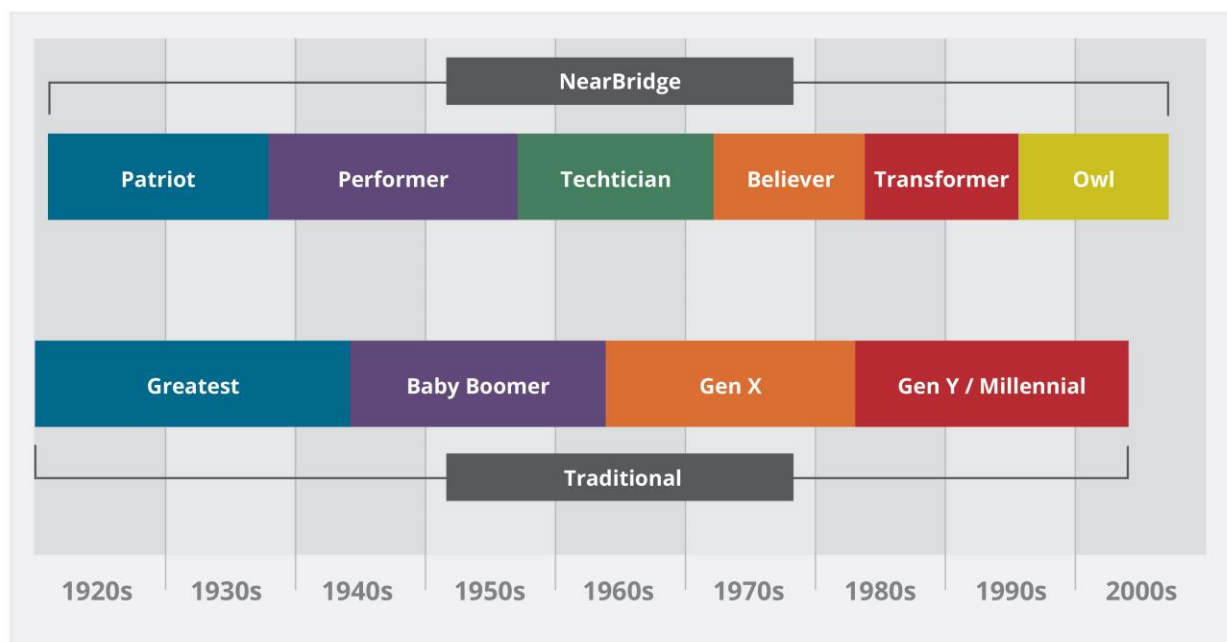 NearBridge
Patriot Performer Techtician Believer Transformer Owl
Greatest Baby Boomer Gen X Gen Y / Millennial
Traditional
1920s 1930s 1940s 1950s 1960s 1970s 1980s 1990s 2000s